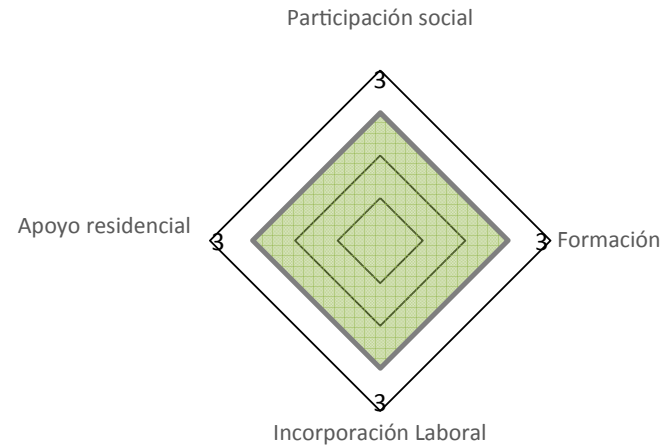 Participación social
3
Apoyo residencial
3
3
Formación
3
Incorporación Laboral